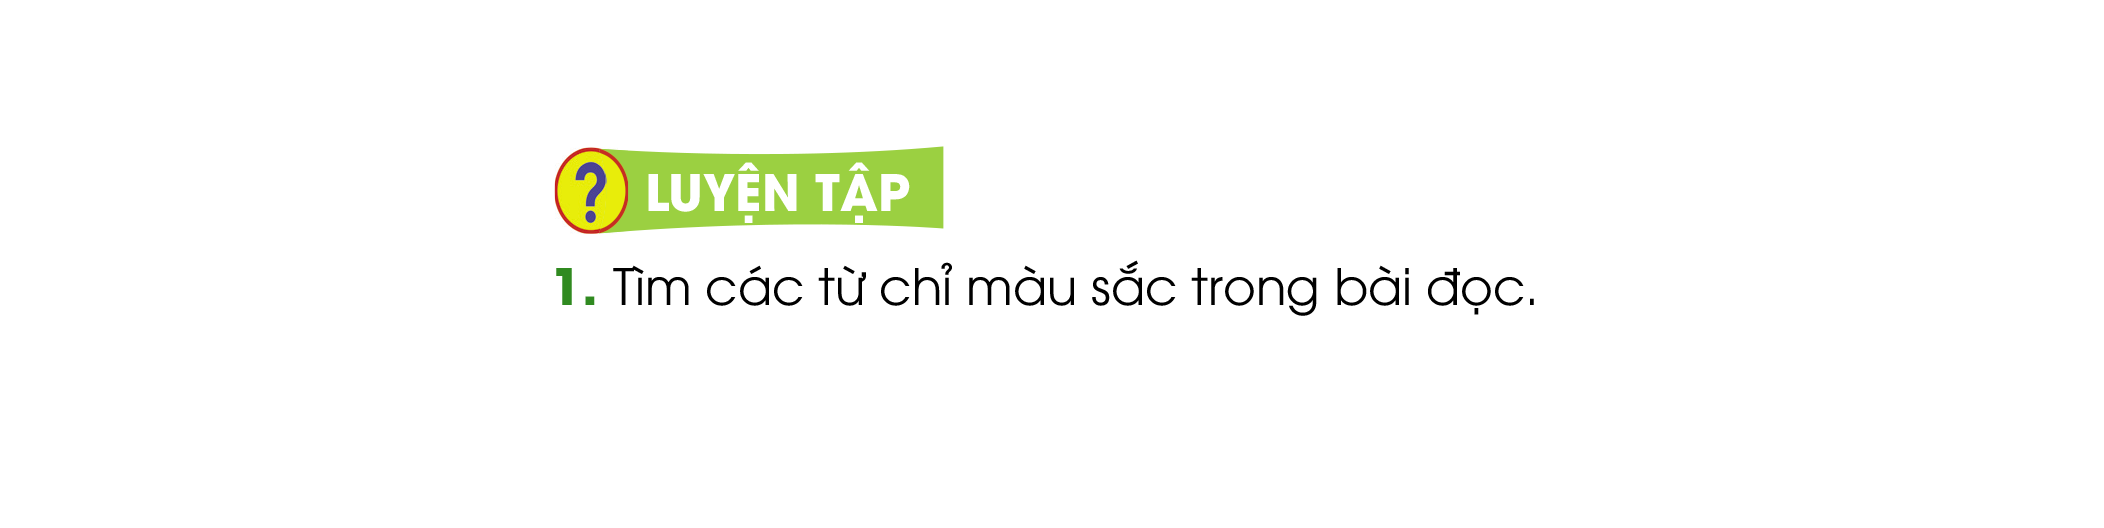 ?
LUYỆN TẬP
1. Tìm các từ chỉ màu sắc trong bài đọc.